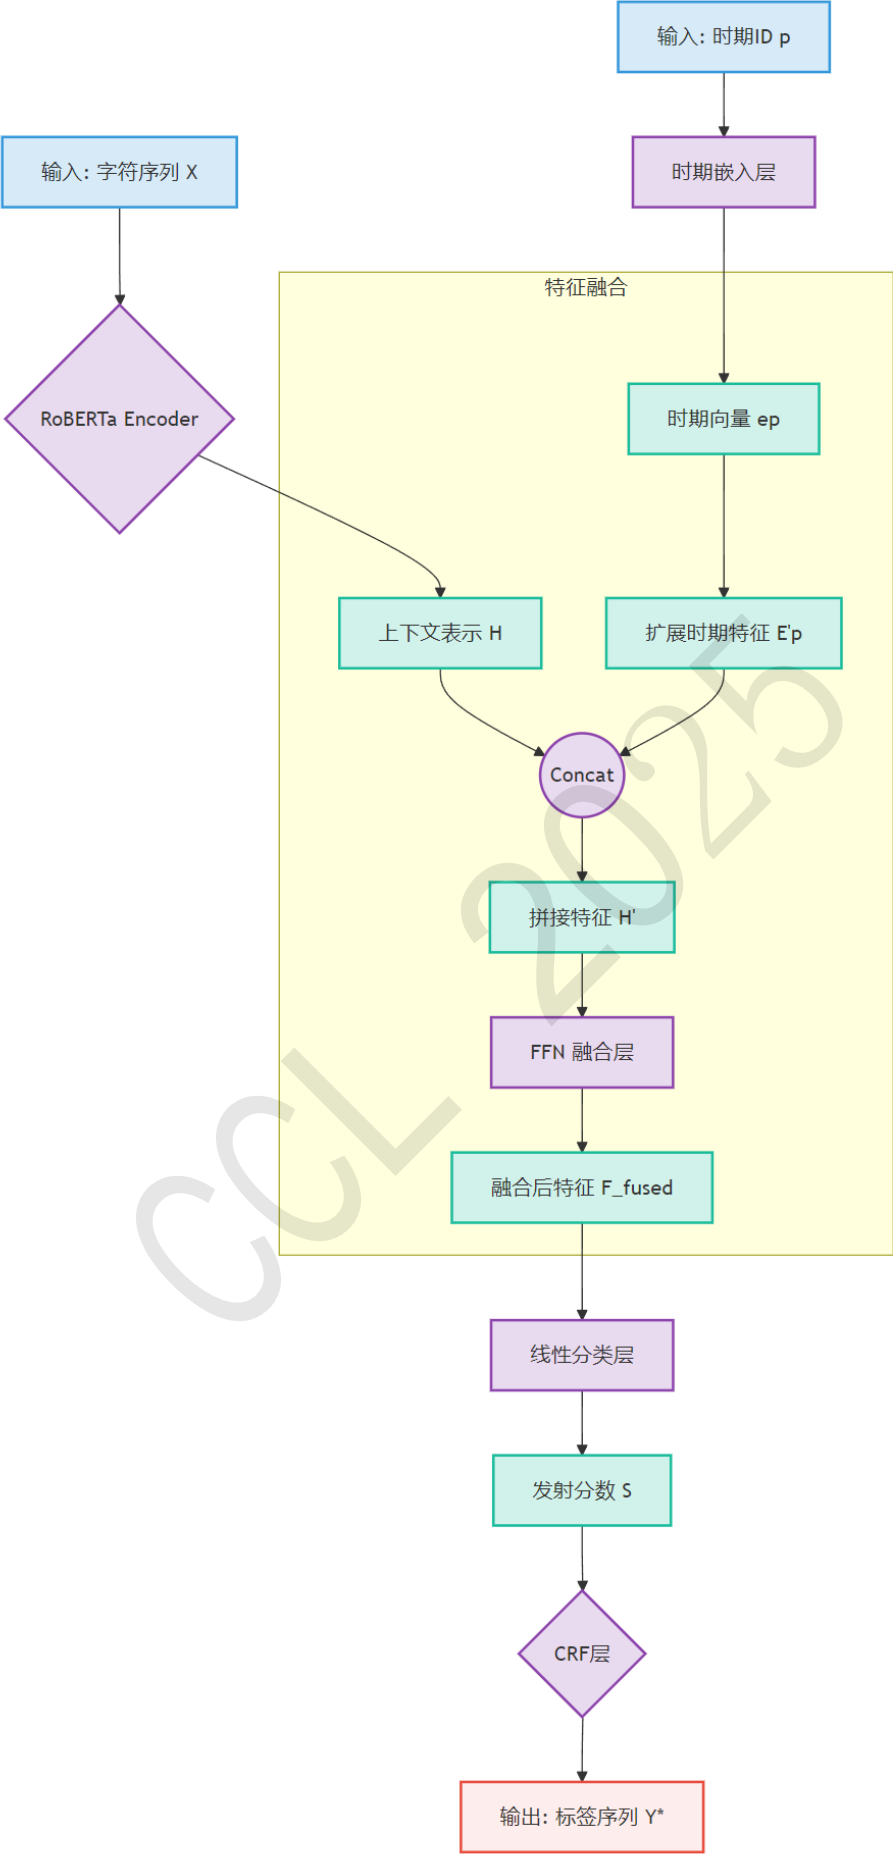 输入: 时期ID p
输入: 字符序列 X
时期嵌入层
特征融合
RoBERTa Encoder
时期向量 ep
上下文表示 H
扩展时期特征 E'p
Concat
拼接特征 H'
FFN 融合层
融合后特征 F_fused
线性分类层
发射分数 S
CRF层
输出: 标签序列 Y*
CCL 2025